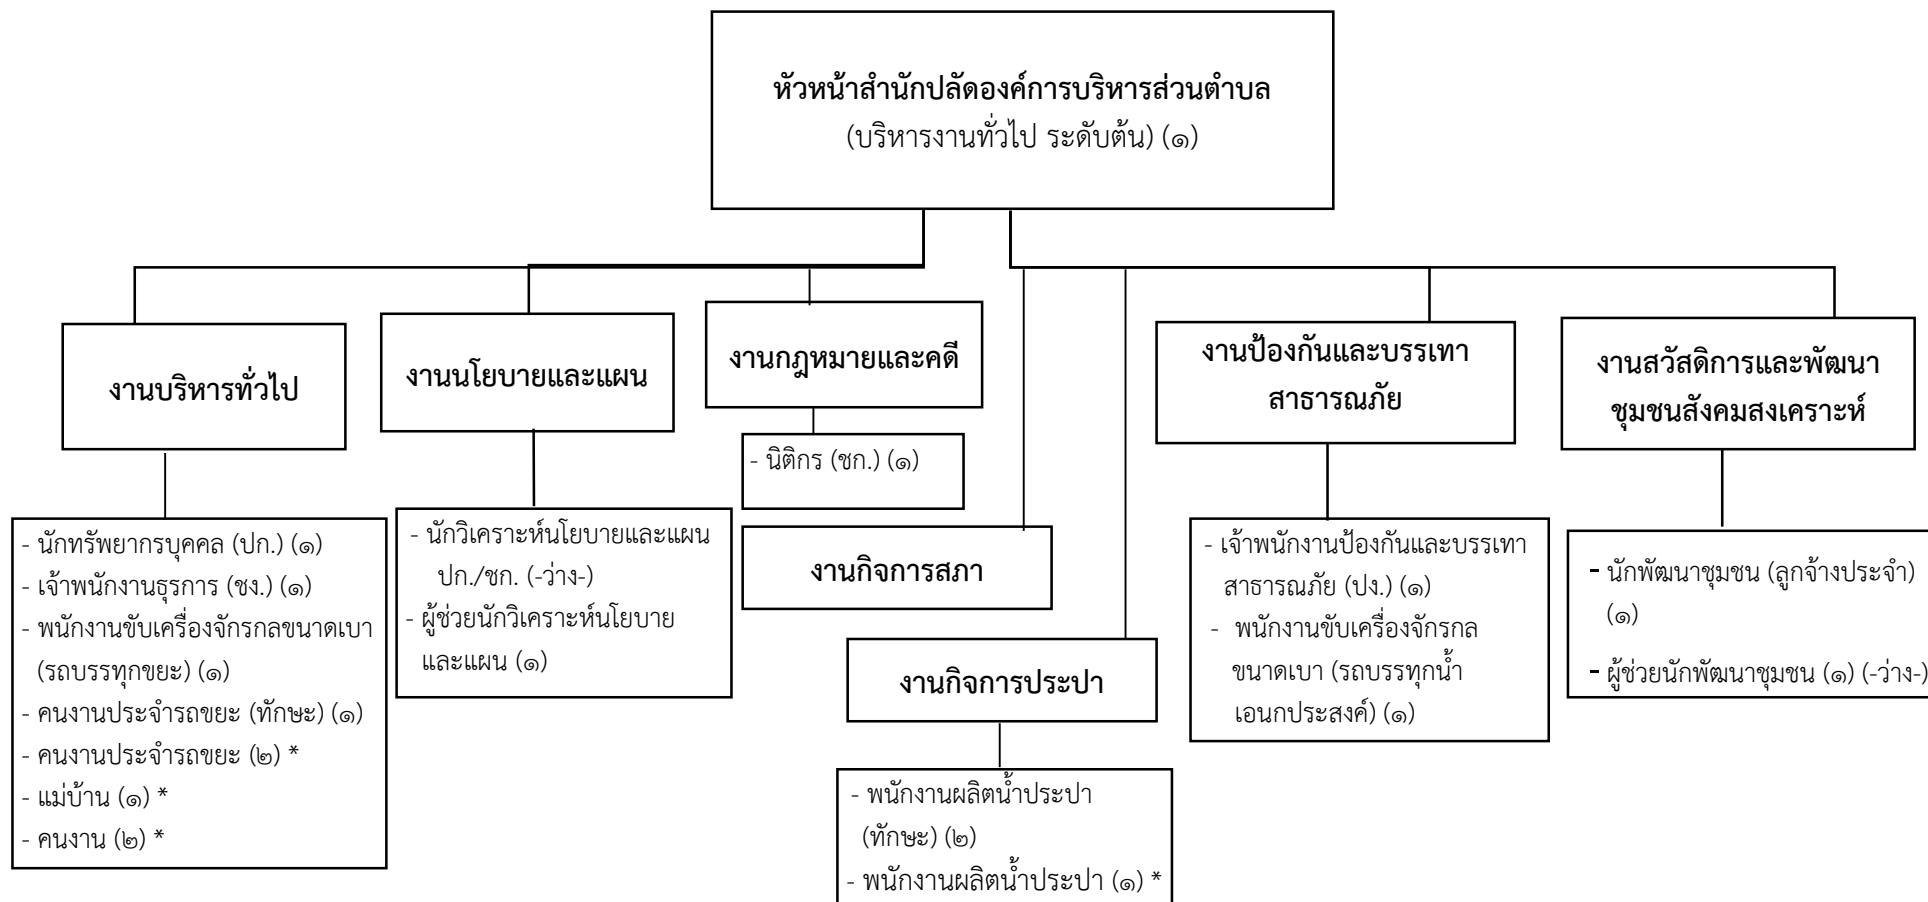 หัวหน้าสำนักปลัดองค์การบริหารส่วนตำบล
(บริหารงานทั่วไป ระดับต้น) (๑)
งานบริหารทั่วไป
- นักทรัพยากรบุคคล (ปก.) (๑)
- เจ้าพนักงานธุรการ (ชง.) (๑)
- พนักงานขับเครื่องจักรกลขนาดเบา
(รถบรรทุกขยะ) (๑)
- คนงานประจำรถขยะ (ทักษะ) (๑)
- คนงานประจำรถขยะ (๒) *
- แม่บ้าน (๑) *
- คนงาน (๒) *
งานนโยบายและแผน
- นักวิเคราะห์นโยบายและแผน
ปก./ชก. (-ว่าง-)
- ผู้ช่วยนักวิเคราะห์นโยบาย
และแผน (๑)
งานกฎหมายและคดี
- นิติกร (ชก.) (๑)
งานกิจการสภา
งานกิจการประปา
- พนักงานผลิตน้ำประปา
(ทักษะ) (๒)
- พนักงานผลิตน้ำประปา (๑) *
งานป้องกันและบรรเทา
สาธารณภัย
- เจ้าพนักงานป้องกันและบรรเทา
สาธารณภัย (ปง.) (๑)
- พนักงานขับเครื่องจักรกล
ขนาดเบา (รถบรรทุกน้ำ
เอนกประสงค์) (๑)
งานสวัสดิการและพัฒนา
ชุมชนสังคมสงเคราะห์
- นักพัฒนาชุมชน (ลูกจ้างประจำ)
(๑)
- ผู้ช่วยนักพัฒนาชุมชน (๑) (-ว่าง-)